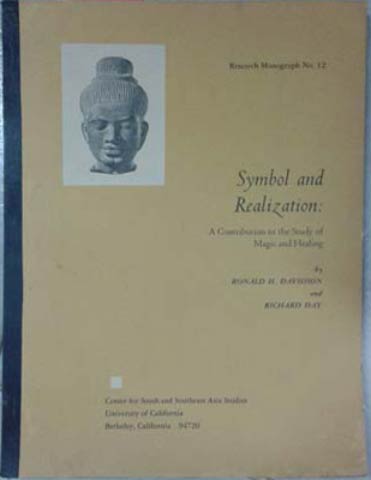 Research Monograph No. 12
Symbol and
Realization:
A Contribution to the Study of
Magic and Healing
by
RONALD H. DAVIDSON
and
RICHARD DAY
Center for South and Southeast Asia Studies
University of California
Berkeley, California 94720